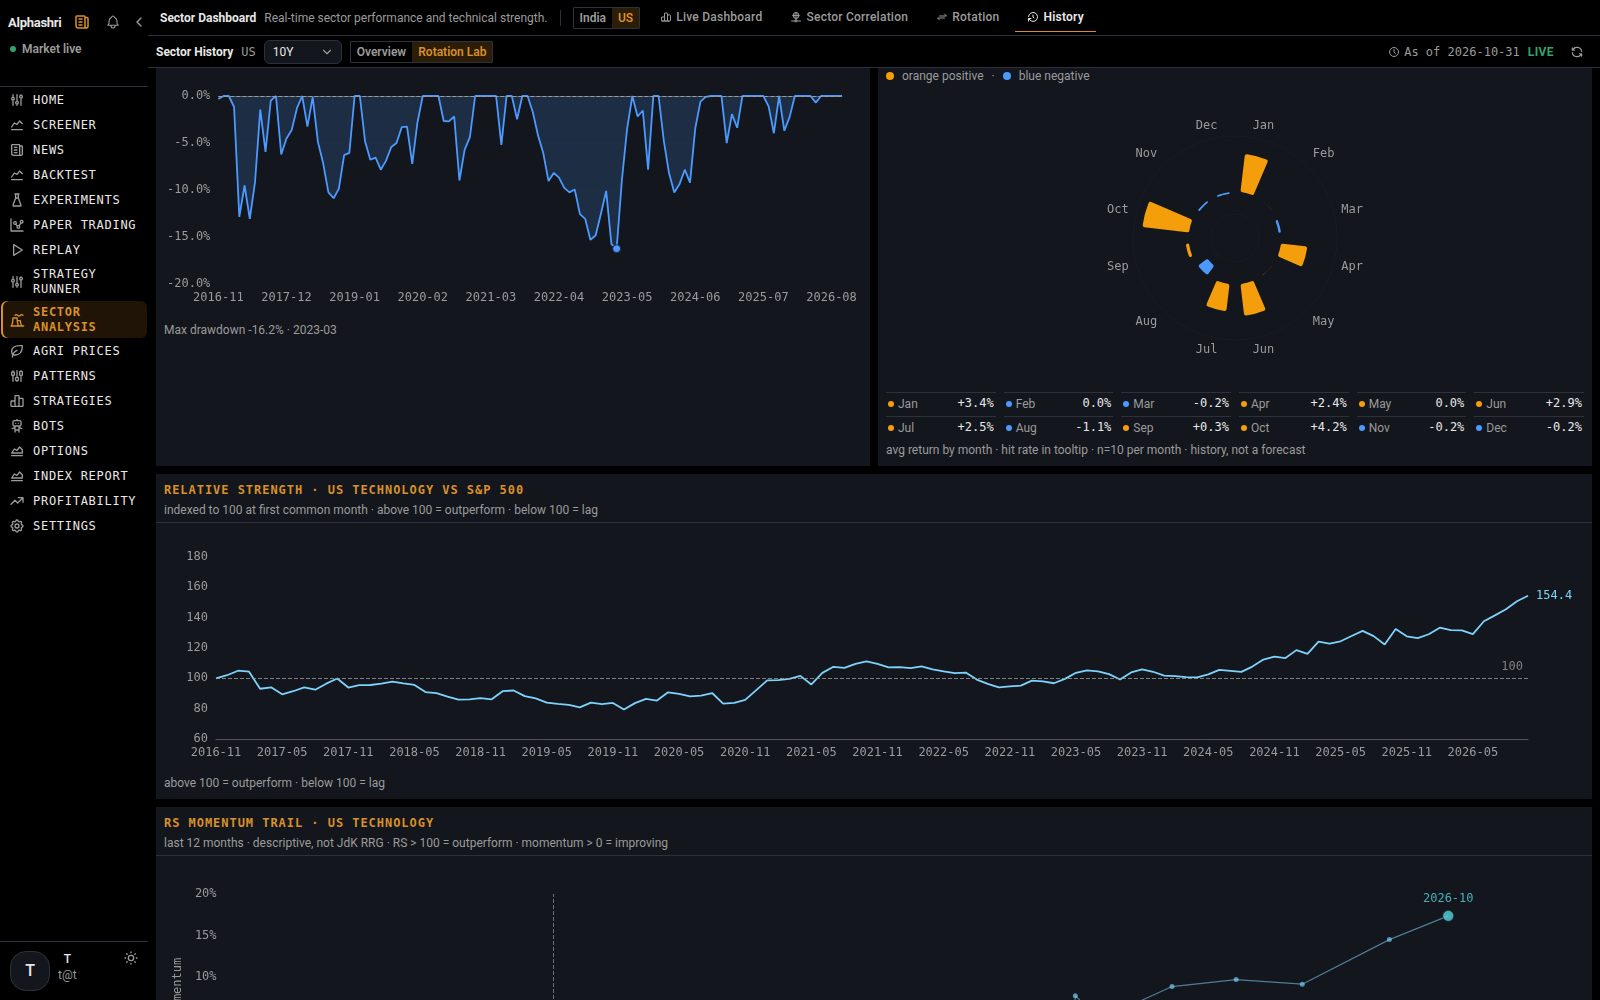 Alphashri
Market live
HOME
SCREENER
NEWS
BACKTEST
EXPERIMENTS
PAPER TRADING
REPLAY
STRATEGY
RUNNER
SECTOR
ANALYSIS
AGRI PRICES
PATTERNS
STRATEGIES
BOTS
OPTIONS
INDEX REPORT
PROFITABILITY
SETTINGS
T
T
t@t
Sector Dashboard Real-time sector performance and technical strength. India US Live Dashboard Sector Correlation Rotation History
Sector History US 10Y Overview Rotation Lab As of 2026-10-31 LIVE
0.0%
-5.0%
-10.0%
-15.0%
-20.0%
2016-11 2017-12 2019-01 2020-02 2021-03 2022-04 2023-05 2024-06 2025-07 2026-08
Max drawdown -16.2% · 2023-03
orange positive · blue negative
Dec Jan
Nov Feb
Oct Mar
Sep Apr
Aug May
Jul Jun
Jan +3.4% Feb 0.0% Mar -0.2% Apr +2.4% May 0.0% Jun +2.9%
Jul +2.5% Aug -1.1% Sep +0.3% Oct +4.2% Nov -0.2% Dec -0.2%
avg return by month · hit rate in tooltip · n=10 per month · history, not a forecast
RELATIVE STRENGTH · US TECHNOLOGY VS S&P 500
indexed to 100 at first common month · above 100 = outperform · below 100 = lag
180
160
140
120
100
80
60
154.4
100
2016-11 2017-05 2017-11 2018-05 2018-11 2019-05 2019-11 2020-05 2020-11 2021-05 2021-11 2022-05 2022-11 2023-05 2023-11 2024-05 2024-11 2025-05 2025-11 2026-05
above 100 = outperform · below 100 = lag
RS MOMENTUM TRAIL · US TECHNOLOGY
last 12 months · descriptive, not JdK RRG · RS > 100 = outperform · momentum > 0 = improving
20%
15%
10%
2026-10